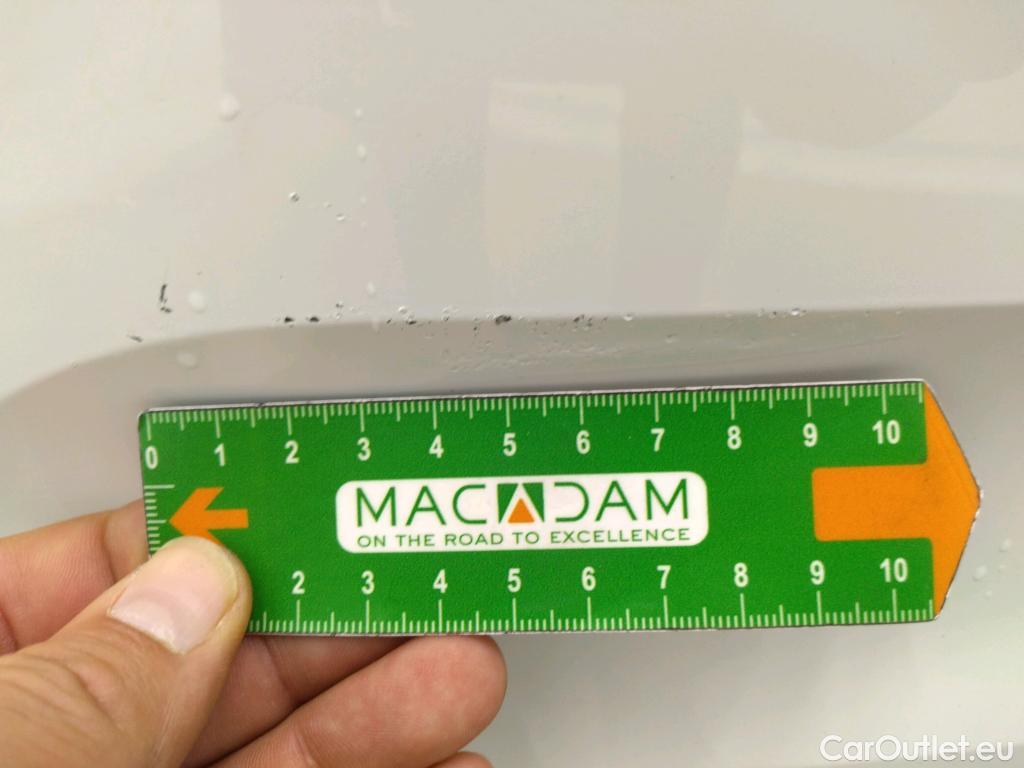 0 1 2 3 4 5 6 7 8 9 10
MACADAM
ON THE ROAD TO EXCELLENCE
2 3 4 5 6 7 8 9 10
CarOutlet.eu